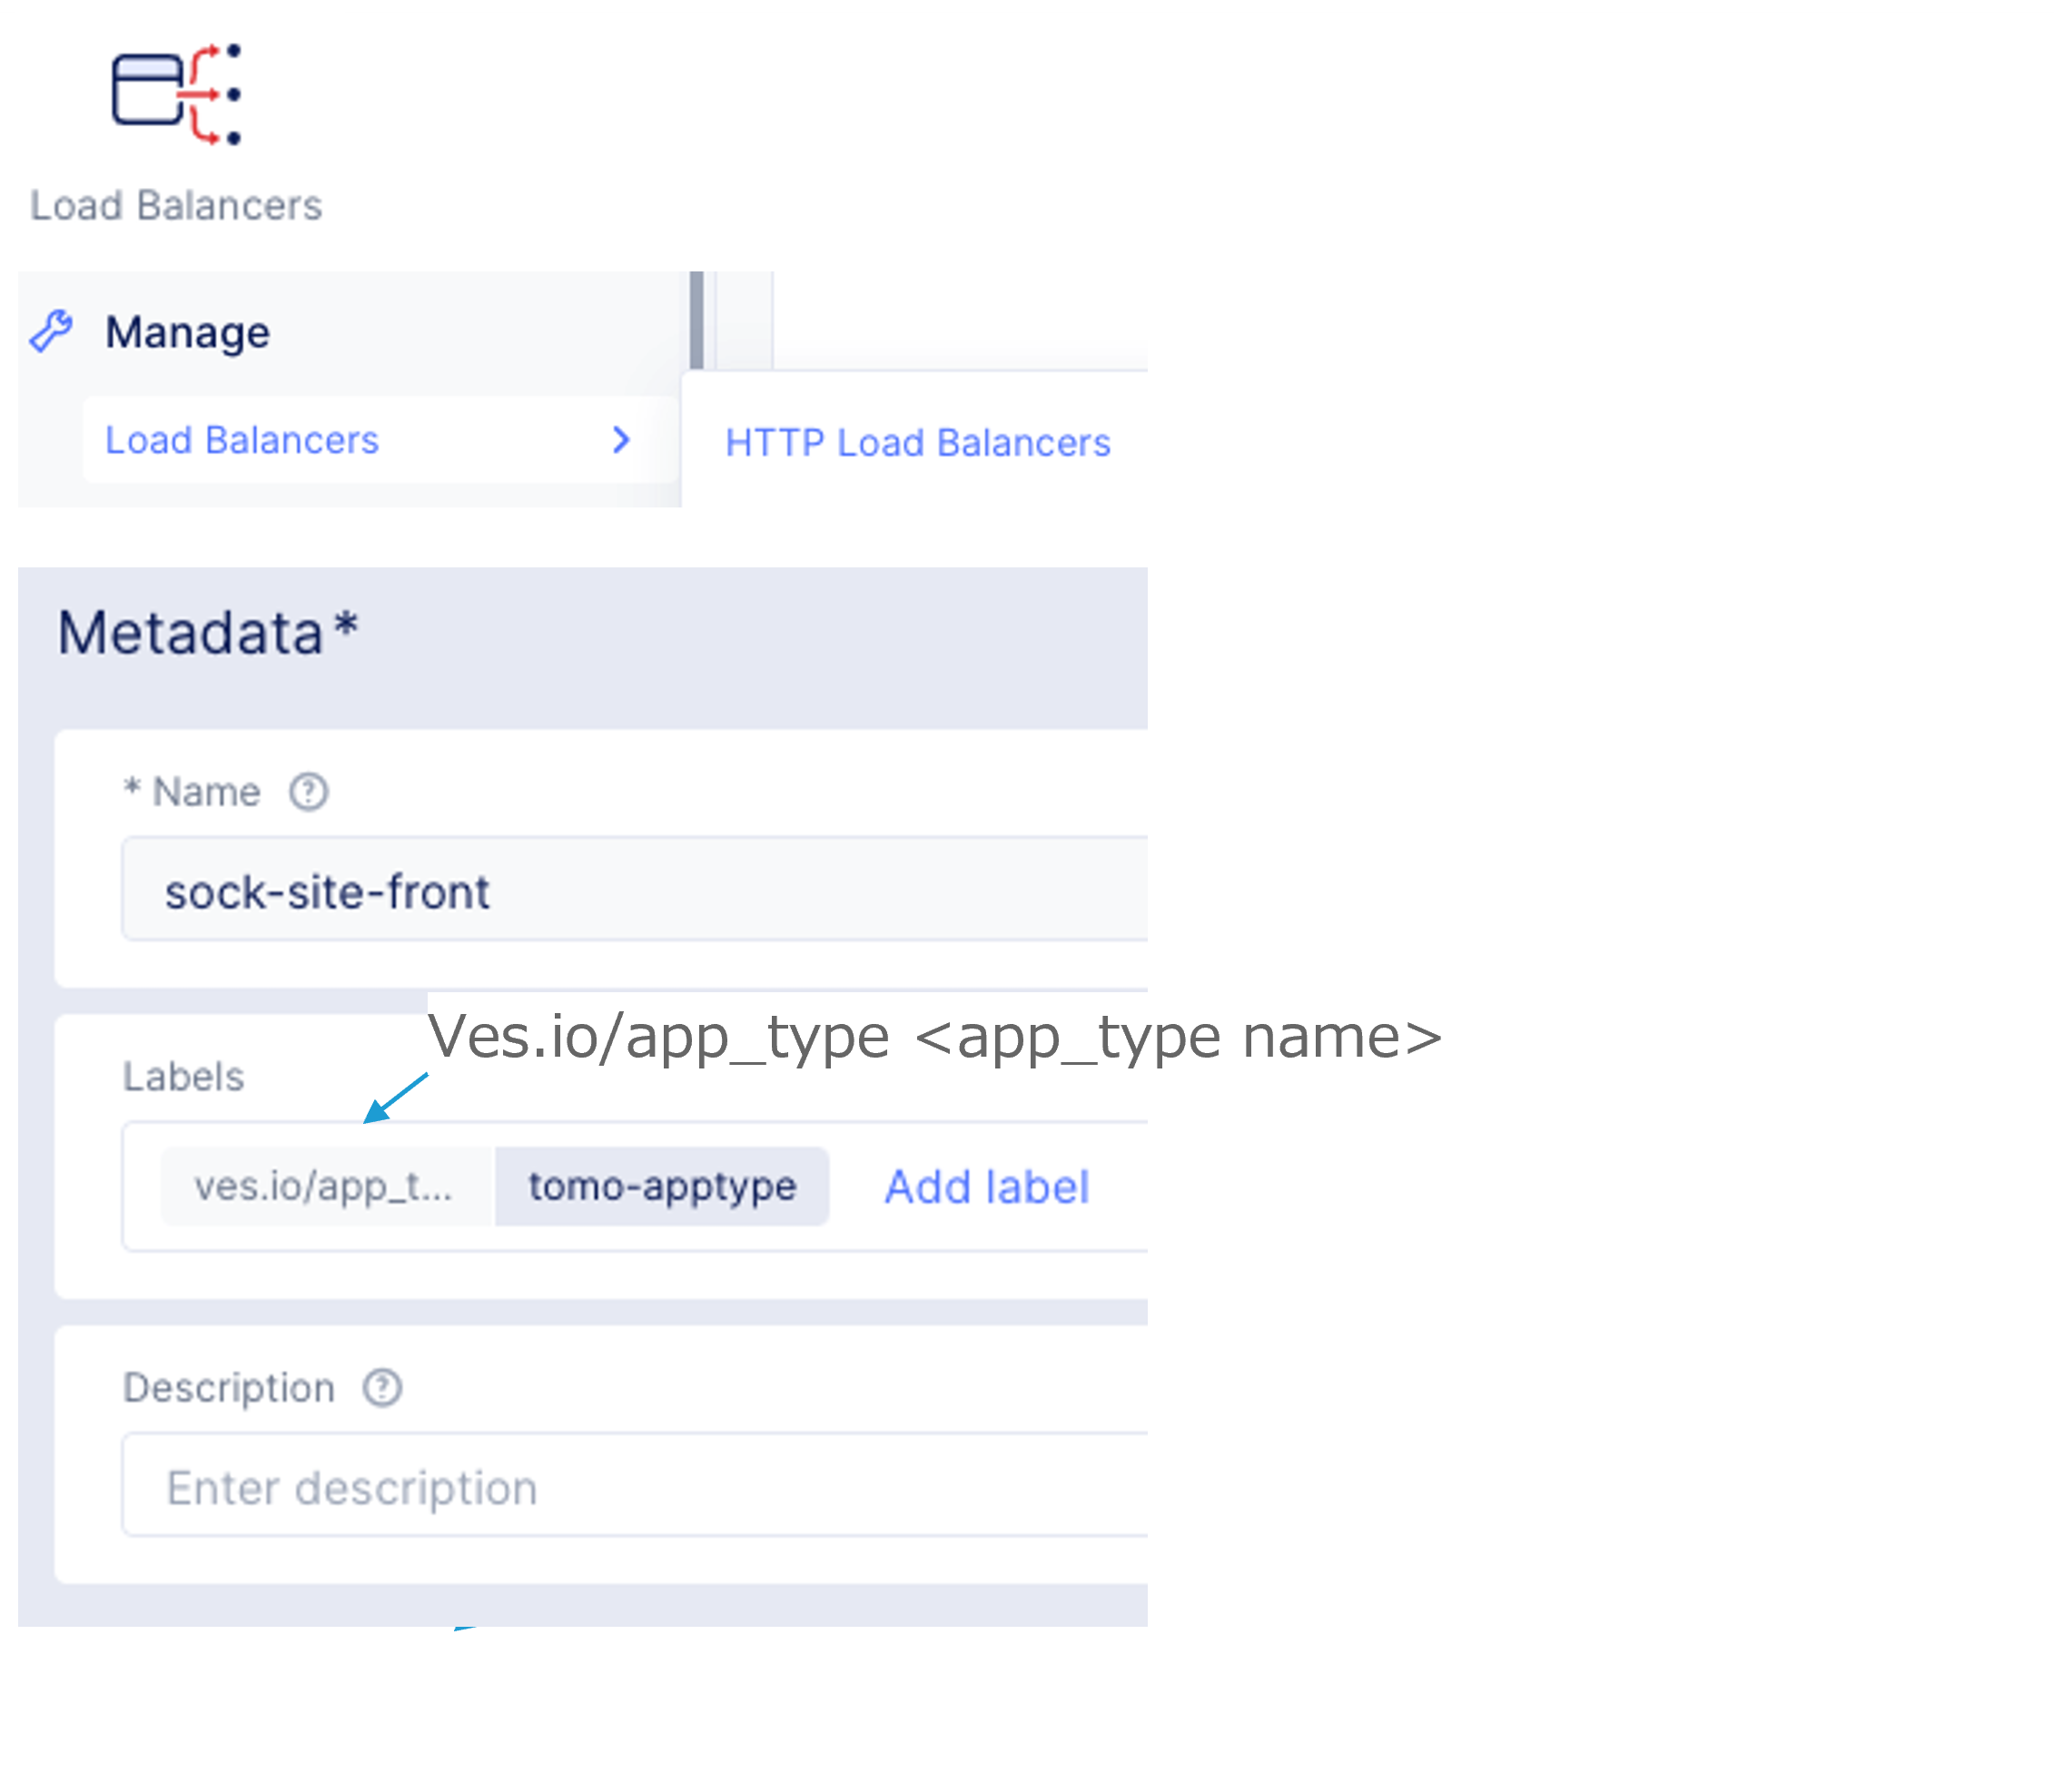 Load Balancers
Manage
Load Balancers
HTTP Load Balancers
Metadata*
* Name
sock-site-front
Ves.io/app_type <app_type name>
Labels
ves.io/app_t... tomo-apptype Add label
Description
Enter description